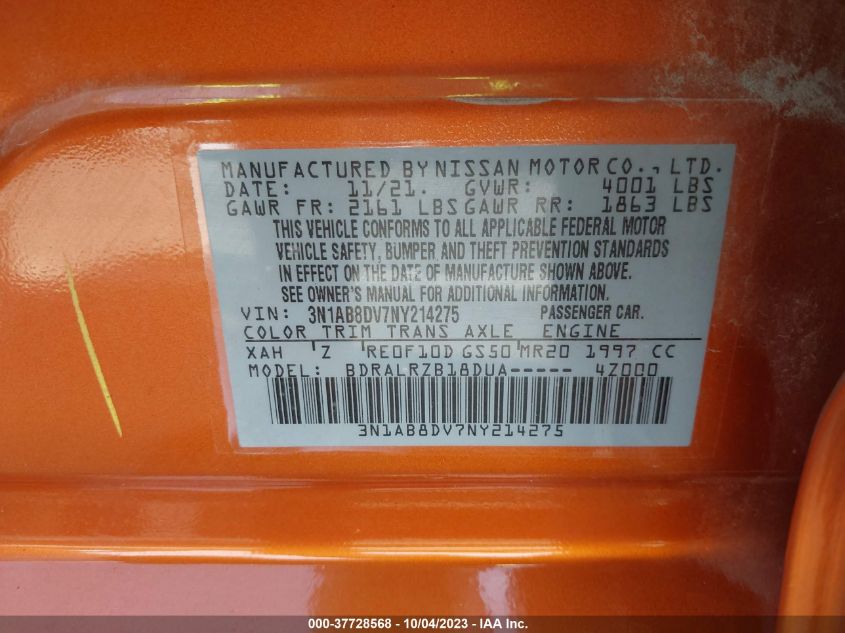 MANUFACTURED BY NISSAN MOTOR CO., LTD.
DATE: 11/21. GVWR: 4001 LBS
GAWR FR: 2161 LBS GAWR RR: 1863 LBS
THIS VEHICLE CONFORMS TO ALL APPLICABLE FEDERAL MOTOR
VEHICLE SAFETY, BUMPER AND THEFT PREVENTION STANDARDS
IN EFFECT ON THE DATE OF MANUFACTURE SHOWN ABOVE.
SEE OWNER'S MANUAL FOR ADDITIONAL INFORMATION.
VIN: 3N1AB8DV7NY214275 PASSENGER CAR.
COLOR TRIM TRANS AXLE ENGINE
XAH Z RE0F10D GS50 MR20 1997 CC
MODEL: BDRALRZB18DUA----- 4Z000
3N1AB8DV7NY214275
000-37728568 - 10/04/2023 - IAA Inc.